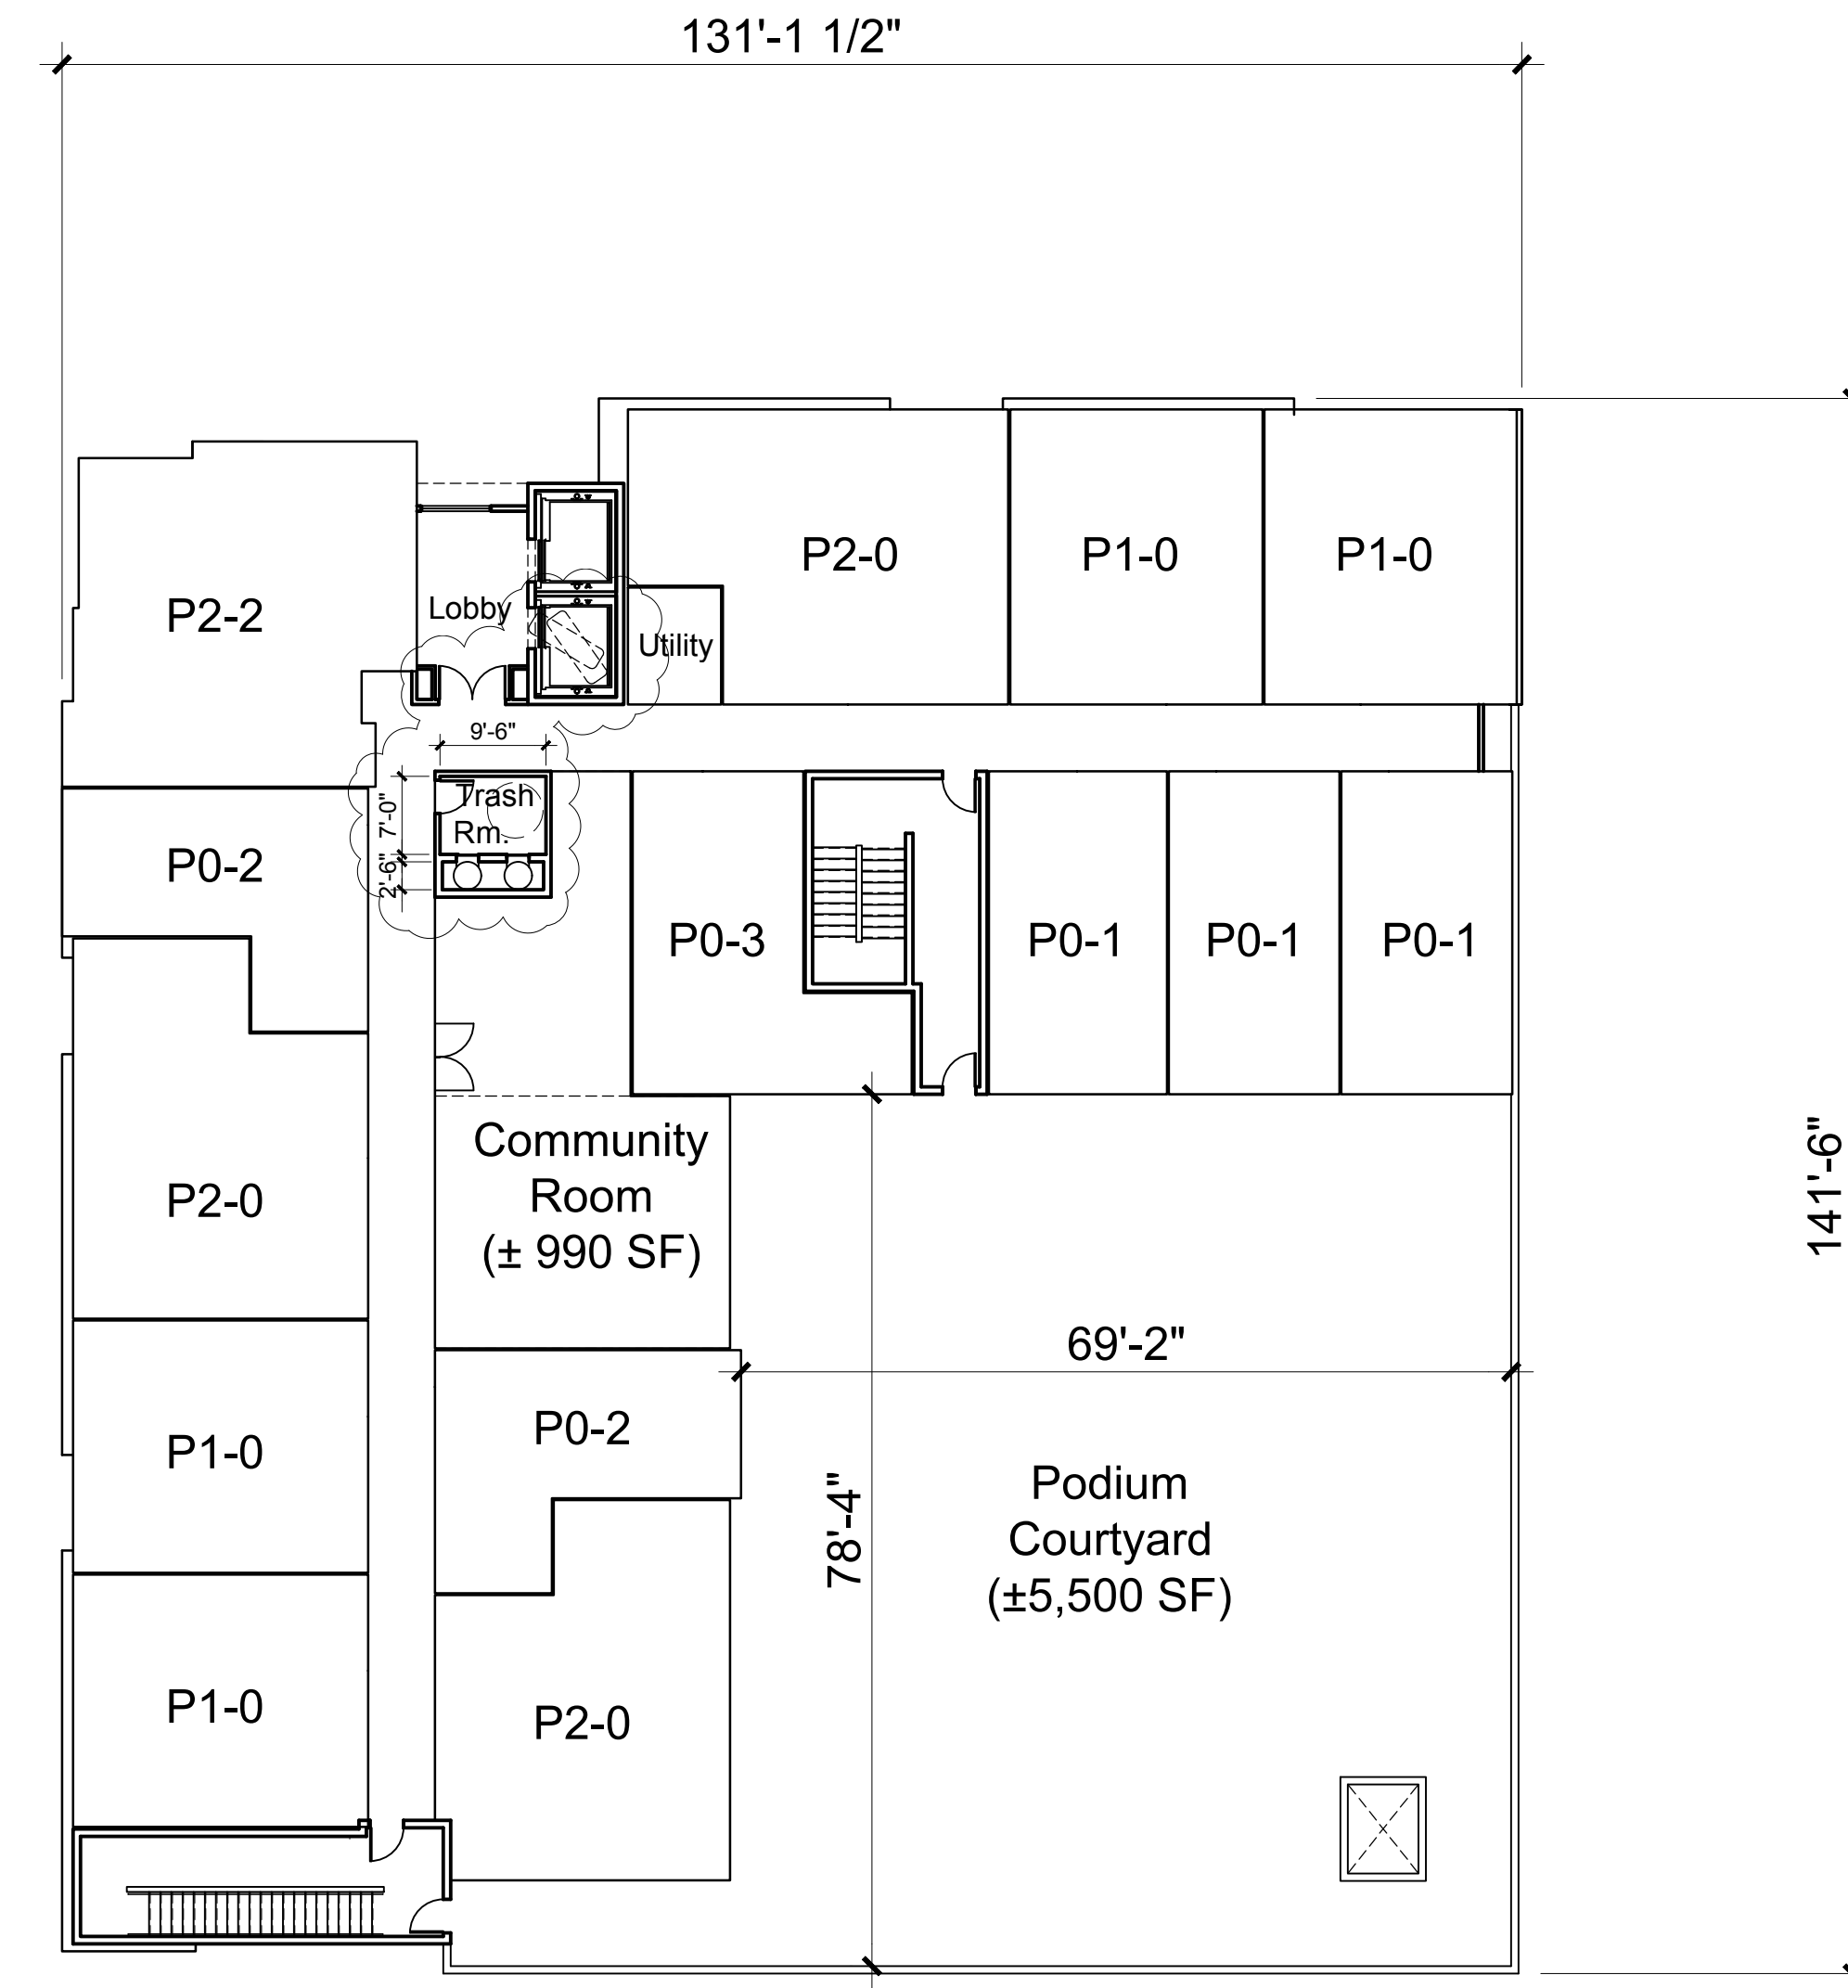 131'-1 1/2"
P2-0
P1-0
P1-0
P2-2
Lobby
Utility
9'-6"
Trash
Rm.
7'-0"
2'-6"
P0-2
P0-3
P0-1
P0-1
P0-1
Community
Room
(± 990 SF)
P2-0
141'-6"
69'-2"
P1-0
P0-2
78'-4"
Podium
Courtyard
(±5,500 SF)
P1-0
P2-0